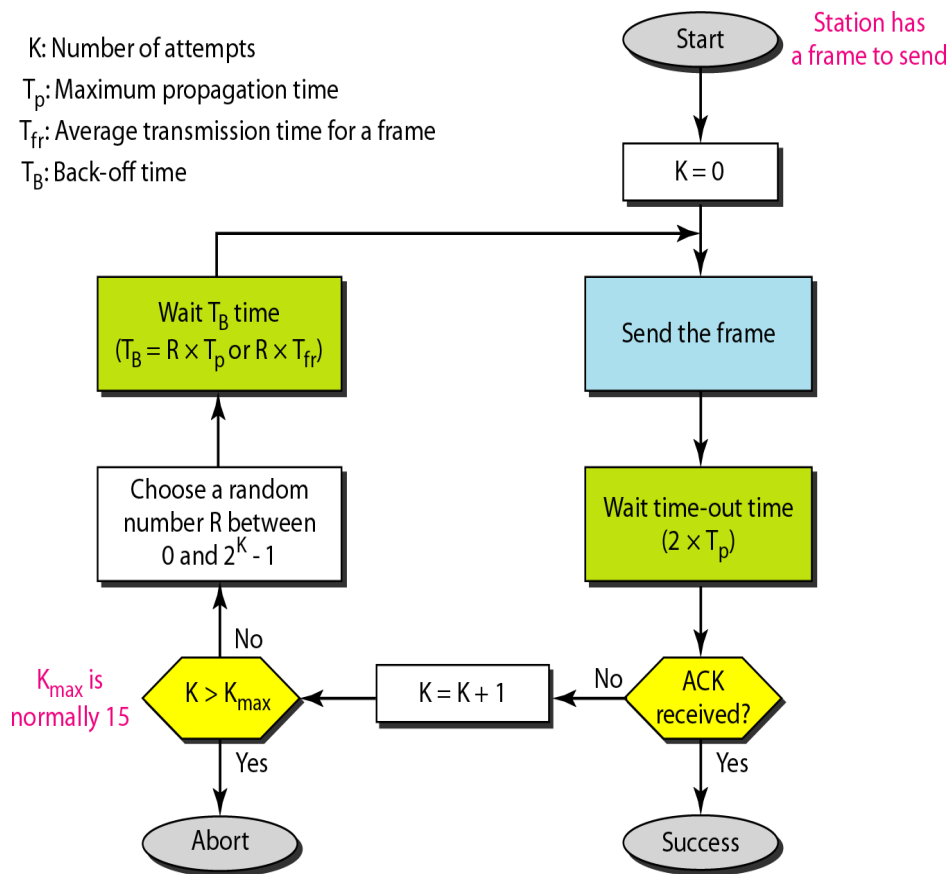 K: Number of attempts
Tp: Maximum propagation time
Tfr: Average transmission time for a frame
TB: Back-off time
Start
Station has
a frame to send
K = 0
Wait TB time
(TB = R × Tp or R × Tfr)
Send the frame
Choose a random
number R between
0 and 2^K - 1
Wait time-out time
(2 × Tp)
No
Kmax is
normally 15
K > Kmax
K = K + 1
No
ACK
received?
Yes
Yes
Abort
Success